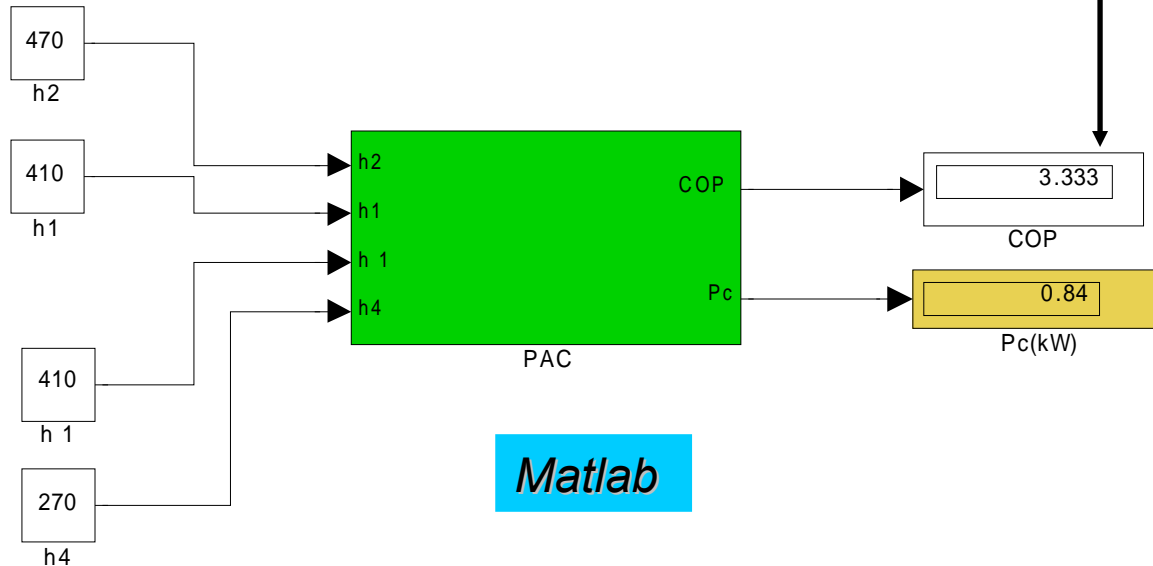 470
h2
410
h1
410
h 1
270
h4
h2
h1
h 1
h4
COP
Pc
PAC
3.333
COP
0.84
Pc(kW)
Matlab